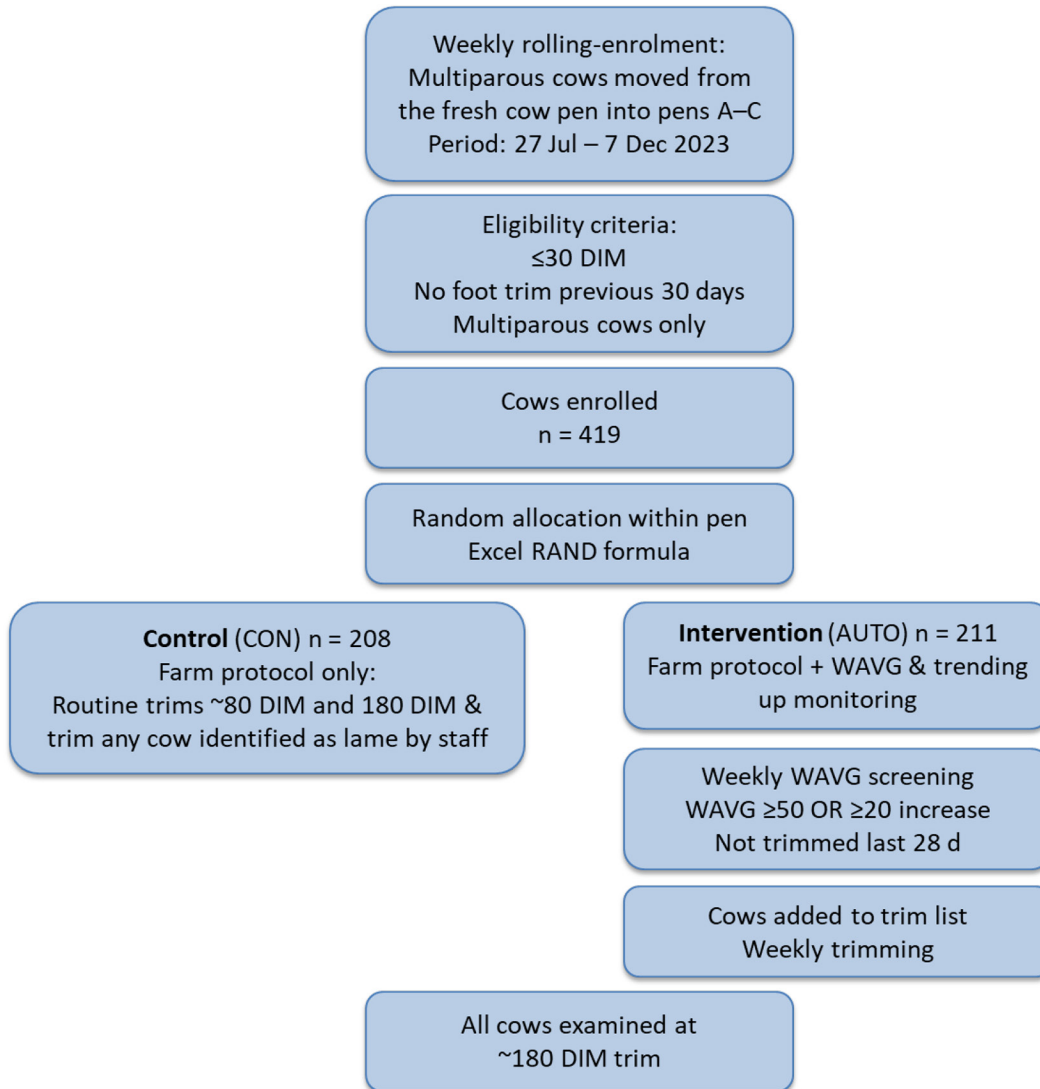 Weekly rolling-enrolment:
Multiparous cows moved from
the fresh cow pen into pens A–C
Period: 27 Jul – 7 Dec 2023
Eligibility criteria:
≤30 DIM
No foot trim previous 30 days
Multiparous cows only
Cows enrolled
n = 419
Random allocation within pen
Excel RAND formula
Control (CON) n = 208
Farm protocol only:
Routine trims ~80 DIM and 180 DIM &
trim any cow identified as lame by staff
Intervention (AUTO) n = 211
Farm protocol + WAVG & trending
up monitoring
Weekly WAVG screening
WAVG ≥50 OR ≥20 increase
Not trimmed last 28 d
Cows added to trim list
Weekly trimming
All cows examined at
~180 DIM trim